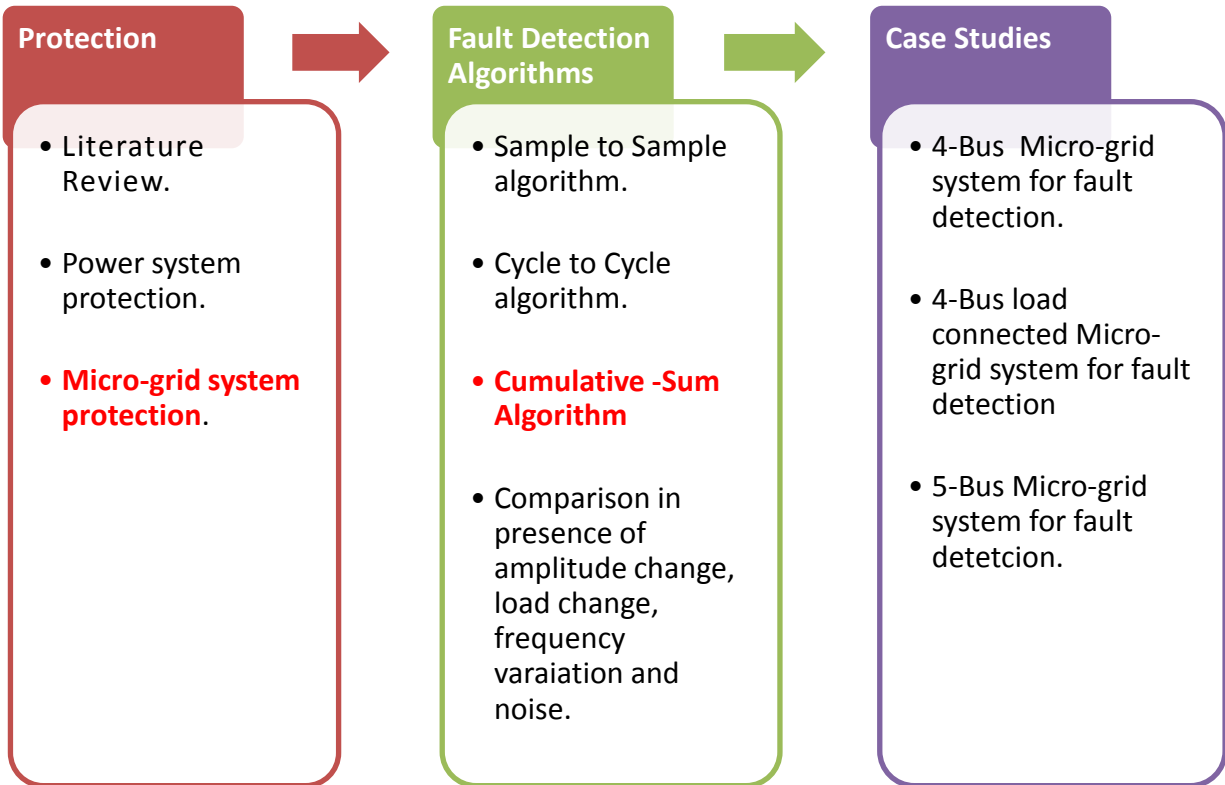 Protection
• Literature
Review.
• Power system
protection.
• Micro-grid system
protection.
Fault Detection
Algorithms
• Sample to Sample
algorithm.
• Cycle to Cycle
algorithm.
• Cumulative -Sum
Algorithm
• Comparison in
presence of
amplitude change,
load change,
frequency
varaiation and
noise.
Case Studies
• 4-Bus Micro-grid
system for fault
detection.
• 4-Bus load
connected Micro-
grid system for fault
detection
• 5-Bus Micro-grid
system for fault
detetcion.